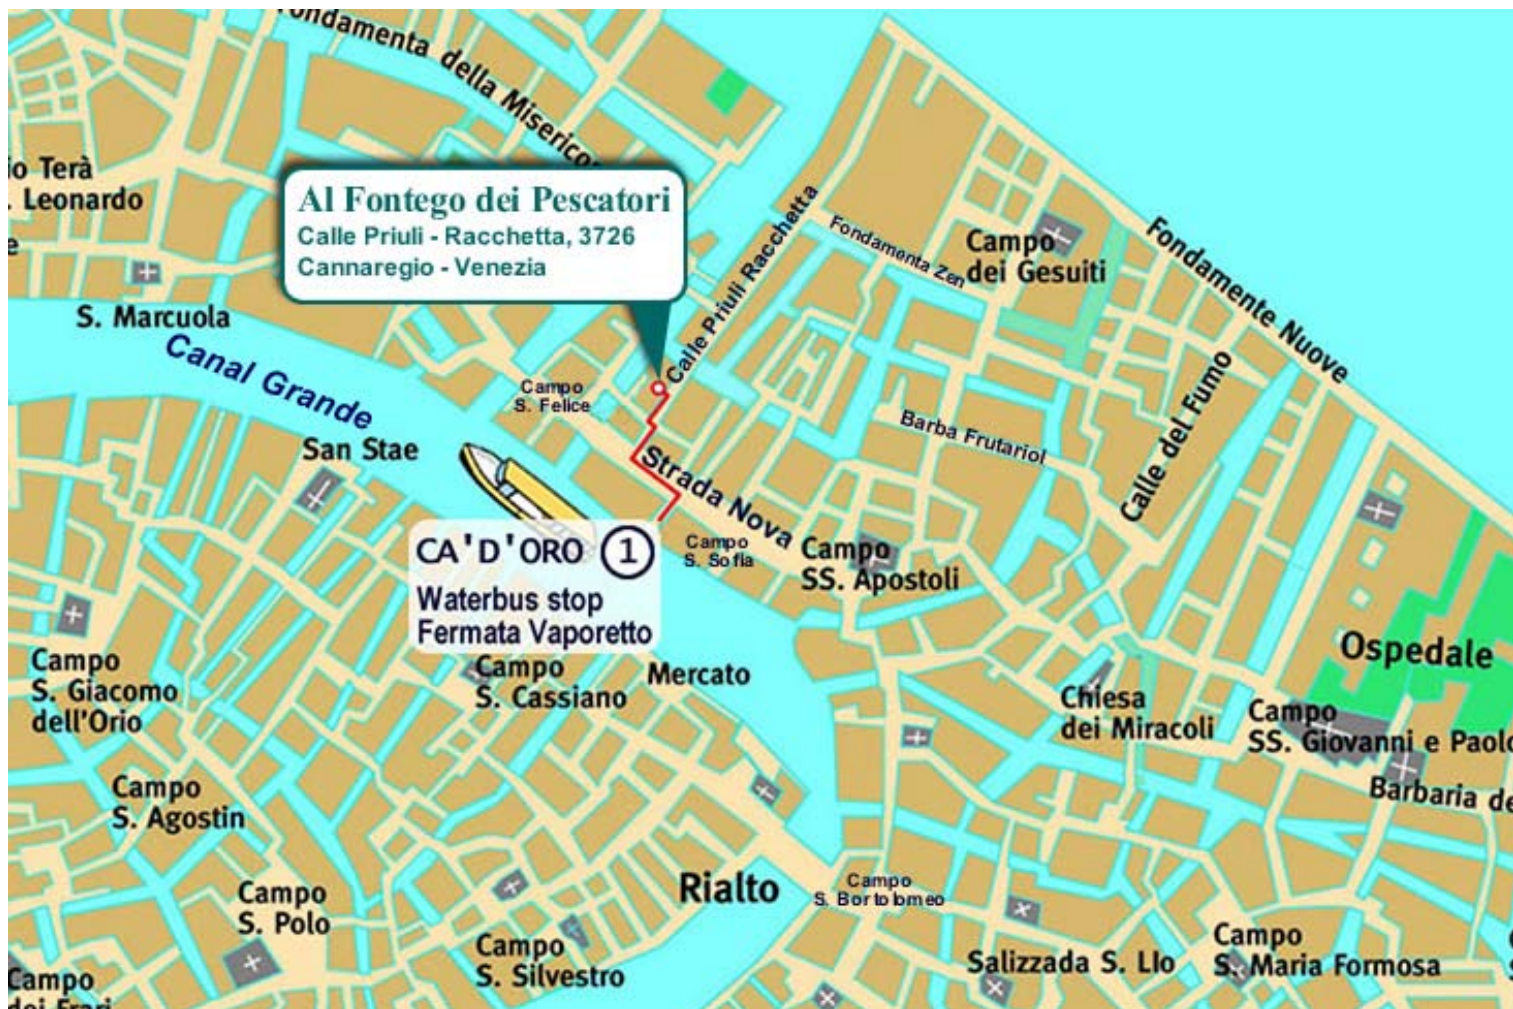 Fondamenta della Misericor
io Terà
. Leonardo
Al Fontego dei Pescatori
Calle Priuli - Racchetta, 3726
Cannaregio - Venezia
Calle Priuli Racchetta
Fondamenta Zen
Campo
dei Gesuiti
Fondamente Nuove
e
S. Marcuola
Canal Grande
Campo
S. Felice
San Stae
Strada Nova
Barba Frutariol
Calle del Fumo
CA'D'ORO 1
Waterbus stop
Fermata Vaporetto
Campo
S. Sofia
Campo
SS. Apostoli
Campo
S. Giacomo
dell'Orio
Campo
S. Cassiano
Mercato
Chiesa
dei Miracoli
Ospedale
Campo
SS. Giovanni e Paolo
Barbaria de
Campo
S. Agostin
Campo
S. Polo
Rialto
Campo
S. Bortolomeo
Campo
S. Silvestro
Salizzada S. LIo
Campo
S. Maria Formosa
Campo
dei Frari